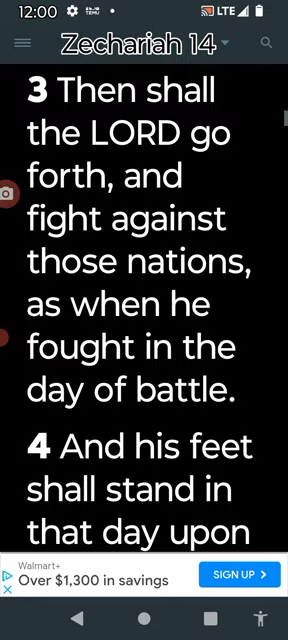 12:00
TEMU
LTE
Zechariah 14
3 Then shall
the LORD go
forth, and
fight against
those nations,
as when he
fought in the
day of battle.
4 And his feet
shall stand in
that day upon
Walmart+
Over $1,300 in savings
SIGN UP